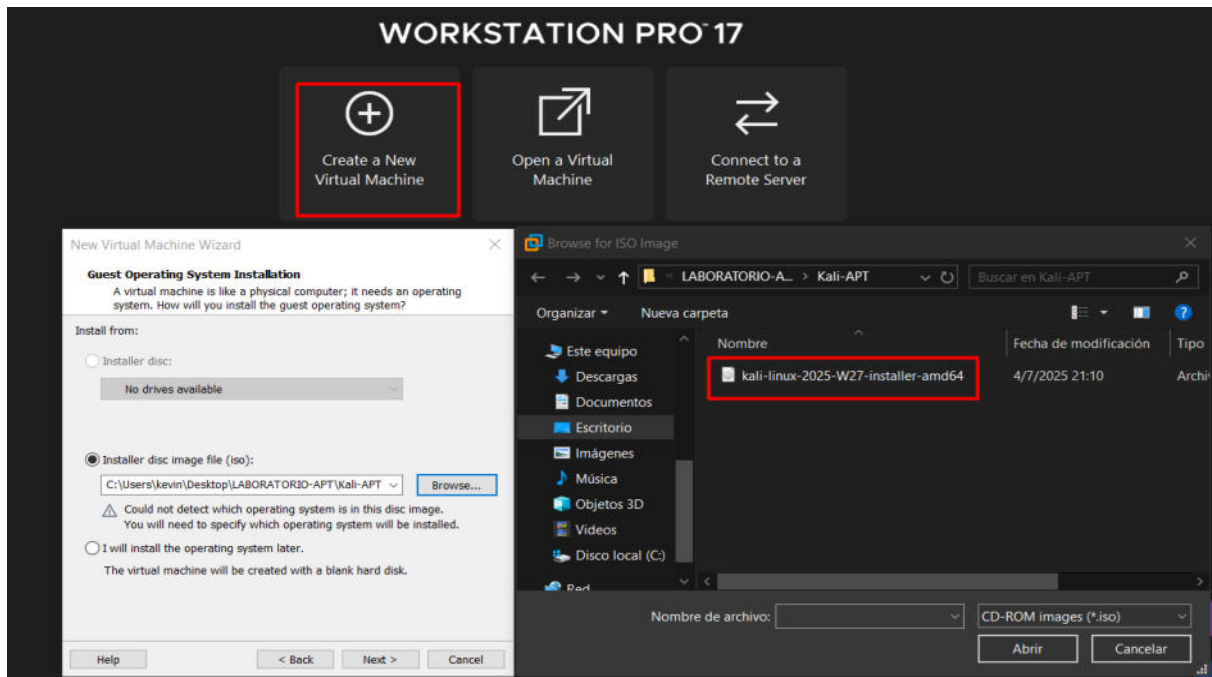 WORKSTATION PRO™ 17
Create a New
Virtual Machine
Open a Virtual
Machine
Connect to a
Remote Server
New Virtual Machine Wizard
Guest Operating System Installation
A virtual machine is like a physical computer; it needs an operating
system. How will you install the guest operating system?
Install from:
Installer disc:
No drives available
Installer disc image file (iso):
C:\Users\kevin\Desktop\LABORATORIO-APT\Kali-APT
Browse...
Could not detect which operating system is in this disc image.
You will need to specify which operating system will be installed.
I will install the operating system later.
The virtual machine will be created with a blank hard disk.
Help
< Back
Next >
Cancel
Browse for ISO Image
« LABORATORIO-A... > Kali-APT
Buscar en Kali-APT
Organizar
Nueva carpeta
Este equipo
Descargas
Documentos
Escritorio
Imágenes
Música
Objetos 3D
Videos
Disco local (C:)
Red
Nombre
Fecha de modificación
Tipo
kali-linux-2025-W27-installer-amd64
4/7/2025 21:10
Archi
Nombre de archivo:
CD-ROM images (*.iso)
Abrir
Cancelar